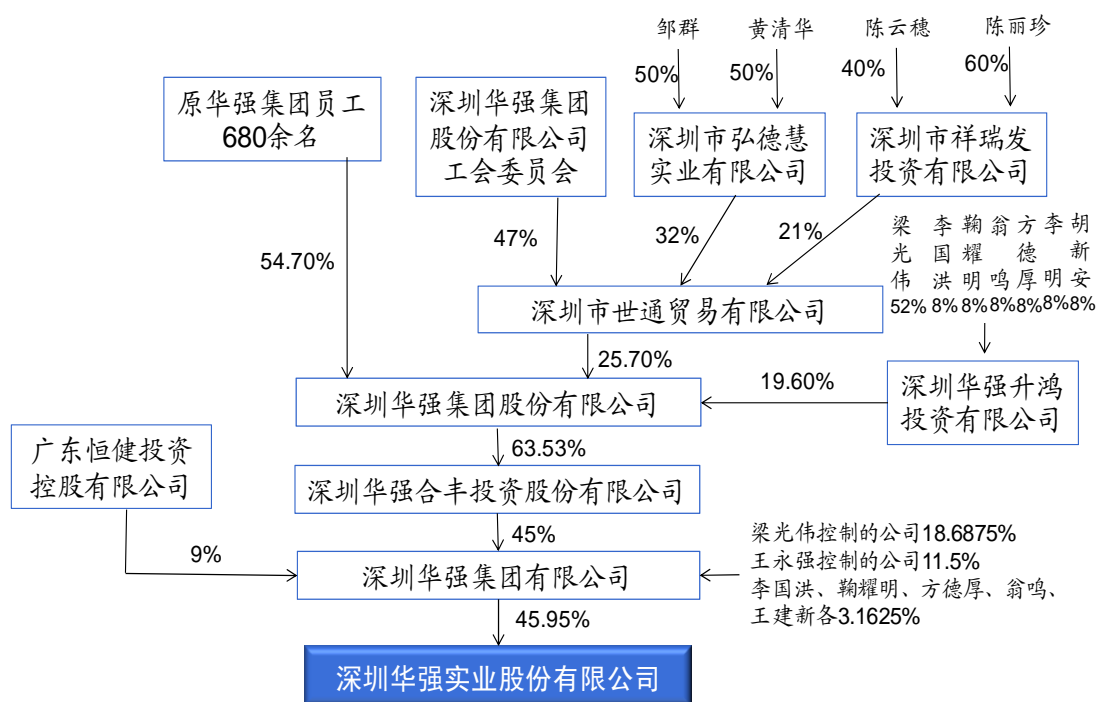 邹群
黄清华
陈云穗
陈丽珍
50%
50%
40%
60%
原华强集团员工
680余名
深圳华强集团
股份有限公司
工会委员会
深圳市弘德慧
实业有限公司
深圳市祥瑞发
投资有限公司
54.70%
47%
32%
21%
梁光伟
李国洪
鞠耀明
翁鸣
方德厚
李明
胡新安
52%
8%
8%
8%
8%
8%
8%
深圳市世通贸易有限公司
25.70%
19.60%
深圳华强升鸿
投资有限公司
深圳华强集团股份有限公司
广东恒健投资
控股有限公司
63.53%
深圳华强合丰投资股份有限公司
9%
45%
深圳华强集团有限公司
梁光伟控制的公司18.6875%
王永强控制的公司11.5%
李国洪、鞠耀明、方德厚、翁鸣、
王建新各3.1625%
45.95%
深圳华强实业股份有限公司